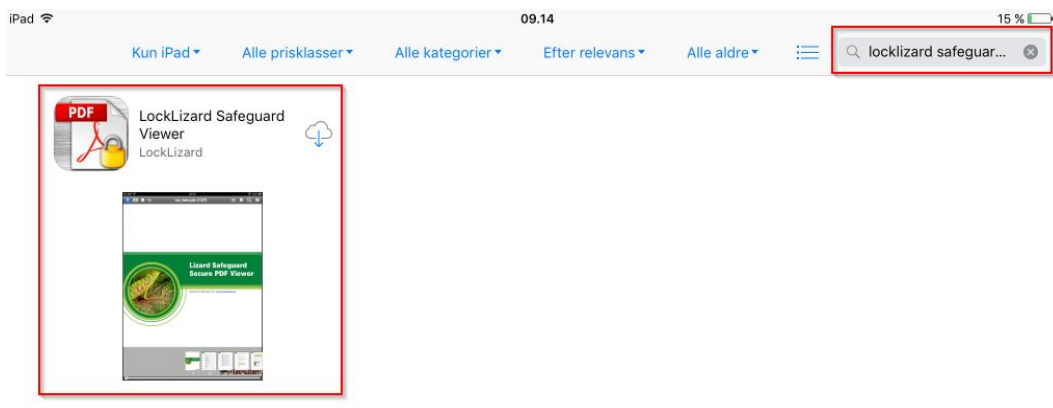 iPad 09.14 15 %
Kun iPad Alle prisklasser Alle kategorier Efter relevans Alle aldre locklizard safeguar...
PDF
LockLizard Safeguard
Viewer
LockLizard
Lizard Safeguard
Secure PDF Viewer